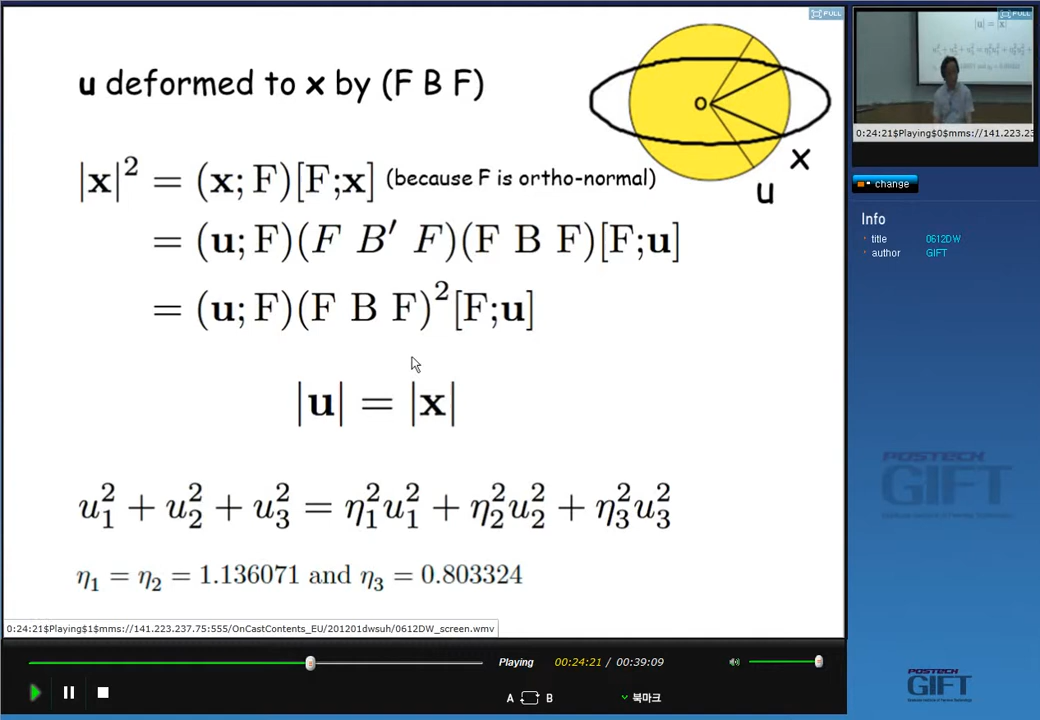 FULL
u deformed to x by (F B F)
o
x
u
|x|² = (x; F)[F;x] (because F is ortho-normal)
= (u; F)(F B′ F)(F B F)[F;u]
= (u; F)(F B F)²[F;u]
|u| = |x|
u₁² + u₂² + u₃² = η₁²u₁² + η₂²u₂² + η₃²u₃²
η₁ = η₂ = 1.136071 and η₃ = 0.803324
0:24:21$Playing$1$mms://141.223.237.75:555/OnCastContents_EU/201201dwsuh/0612DW_screen.wmv
Playing 00:24:21 / 00:39:09
A B 북마크
FULL
|u| = |x|
0:24:21$Playing$0$mms://141.223.23
change
Info
title 0612DW
author GIFT
POSTECH
GIFT
POSTECH
GIFT